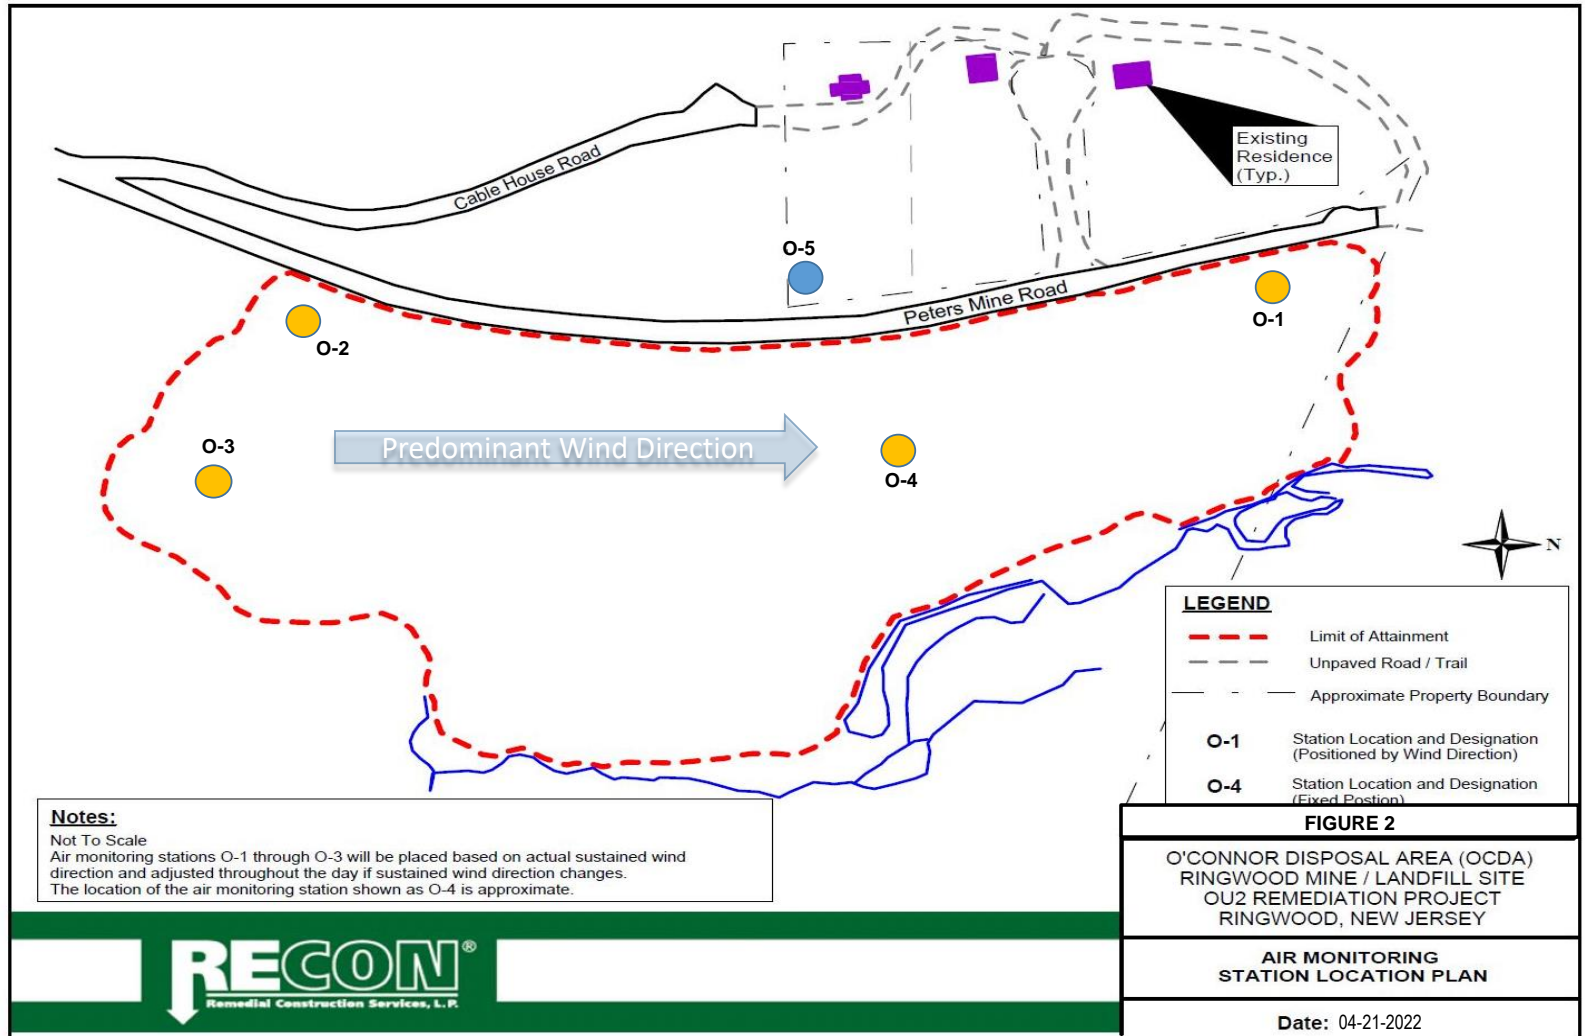 Existing
Residence
(Typ.)
Cable House Road
O-5
Peters Mine Road
O-1
O-2
O-3
Predominant Wind Direction
O-4
N
LEGEND
Limit of Attainment
Unpaved Road / Trail
Approximate Property Boundary
O-1 Station Location and Designation
(Positioned by Wind Direction)
O-4 Station Location and Designation
(Fixed Postion)
Notes:
Not To Scale
Air monitoring stations O-1 through O-3 will be placed based on actual sustained wind
direction and adjusted throughout the day if sustained wind direction changes.
The location of the air monitoring station shown as O-4 is approximate.
FIGURE 2
O'CONNOR DISPOSAL AREA (OCDA)
RINGWOOD MINE / LANDFILL SITE
OU2 REMEDIATION PROJECT
RINGWOOD, NEW JERSEY
AIR MONITORING
STATION LOCATION PLAN
Date: 04-21-2022
RECON®
Remedial Construction Services, L.P.